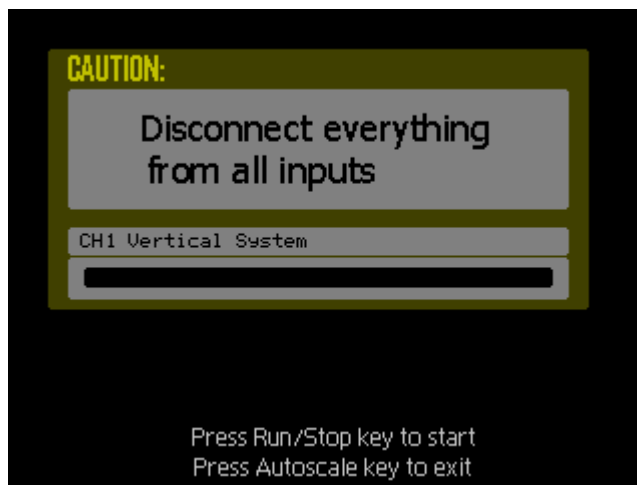 CAUTION:
Disconnect everything
from all inputs
CH1 Vertical System
Press Run/Stop key to start
Press Autoscale key to exit